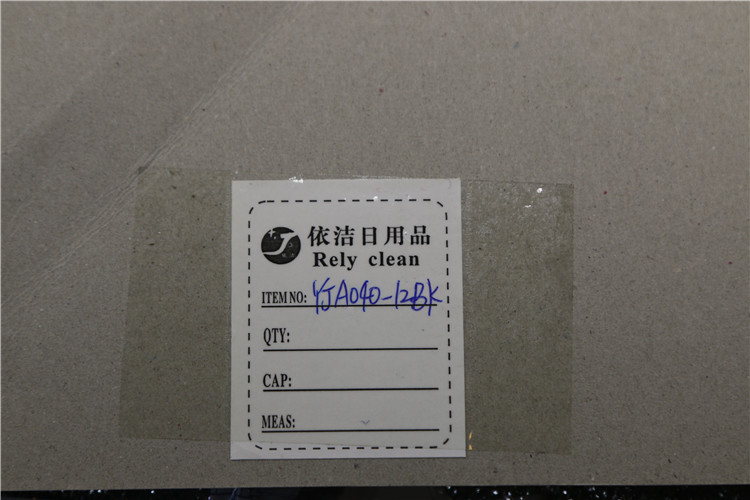 依洁日用品
Rely clean
ITEM NO: YJA040-12BK
QTY:
CAP:
MEAS: